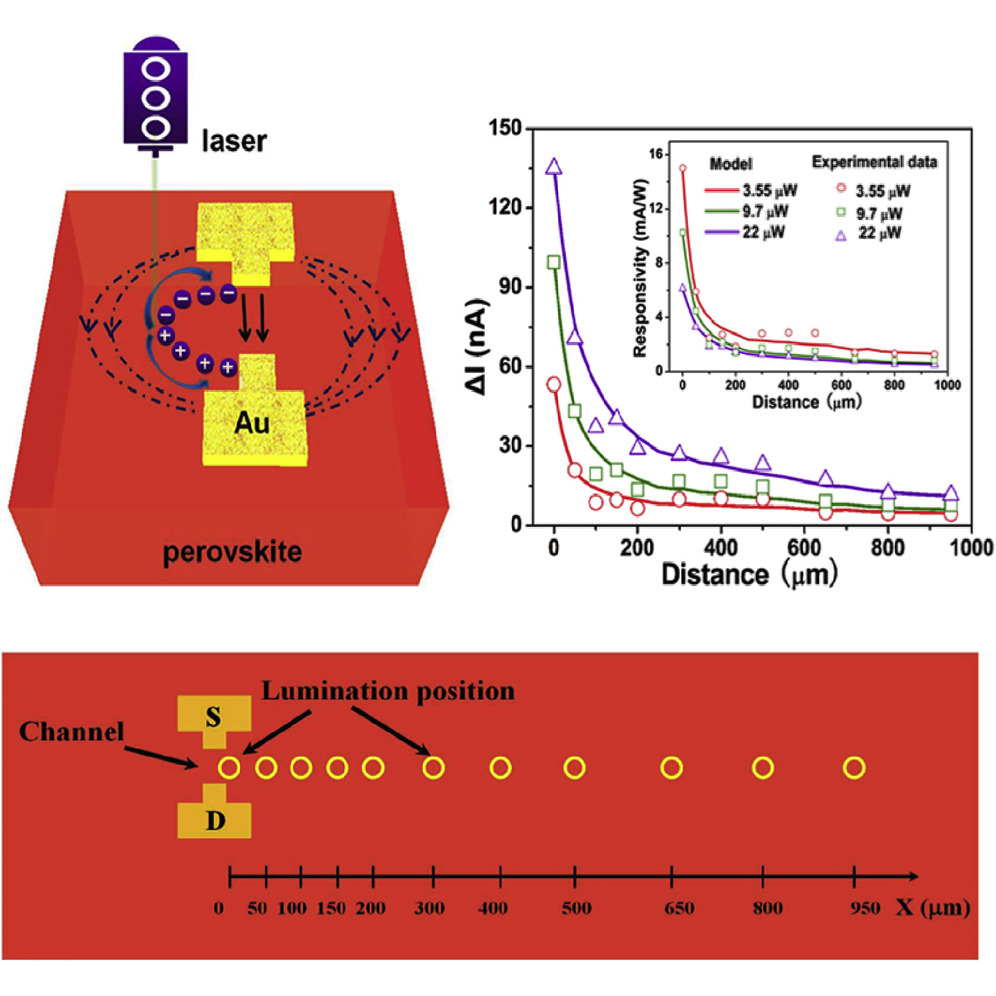 laser
Au
perovskite
− − − −
+ + + +
150
120
90
60
30
0
ΔI (nA)
0 200 400 600 800 1000
Distance (μm)
16
12
8
4
0
Responsivity (mA/W)
Model Experimental data
3.55 μW 3.55 μW
9.7 μW 9.7 μW
22 μW 22 μW
0 200 400 600 800 1000
Distance (μm)
Lumination position
Channel
S
D
0 50 100 150 200 300 400 500 650 800 950 X (μm)